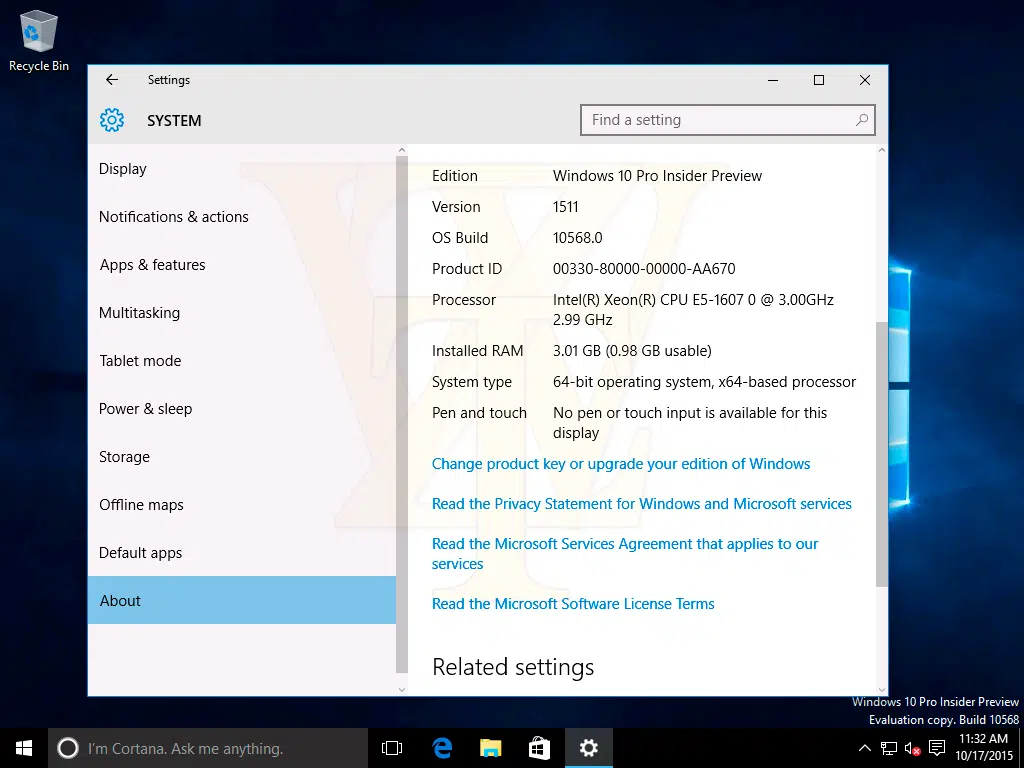 Recycle Bin
Settings
SYSTEM
Find a setting
Display
Notifications & actions
Apps & features
Multitasking
Tablet mode
Power & sleep
Storage
Offline maps
Default apps
About
Edition Windows 10 Pro Insider Preview
Version 1511
OS Build 10568.0
Product ID 00330-80000-00000-AA670
Processor Intel(R) Xeon(R) CPU E5-1607 0 @ 3.00GHz
2.99 GHz
Installed RAM 3.01 GB (0.98 GB usable)
System type 64-bit operating system, x64-based processor
Pen and touch No pen or touch input is available for this
display
Change product key or upgrade your edition of Windows
Read the Privacy Statement for Windows and Microsoft services
Read the Microsoft Services Agreement that applies to our
services
Read the Microsoft Software License Terms
Related settings
Windows 10 Pro Insider Preview
Evaluation copy. Build 10568
I'm Cortana. Ask me anything.
11:32 AM
10/17/2015